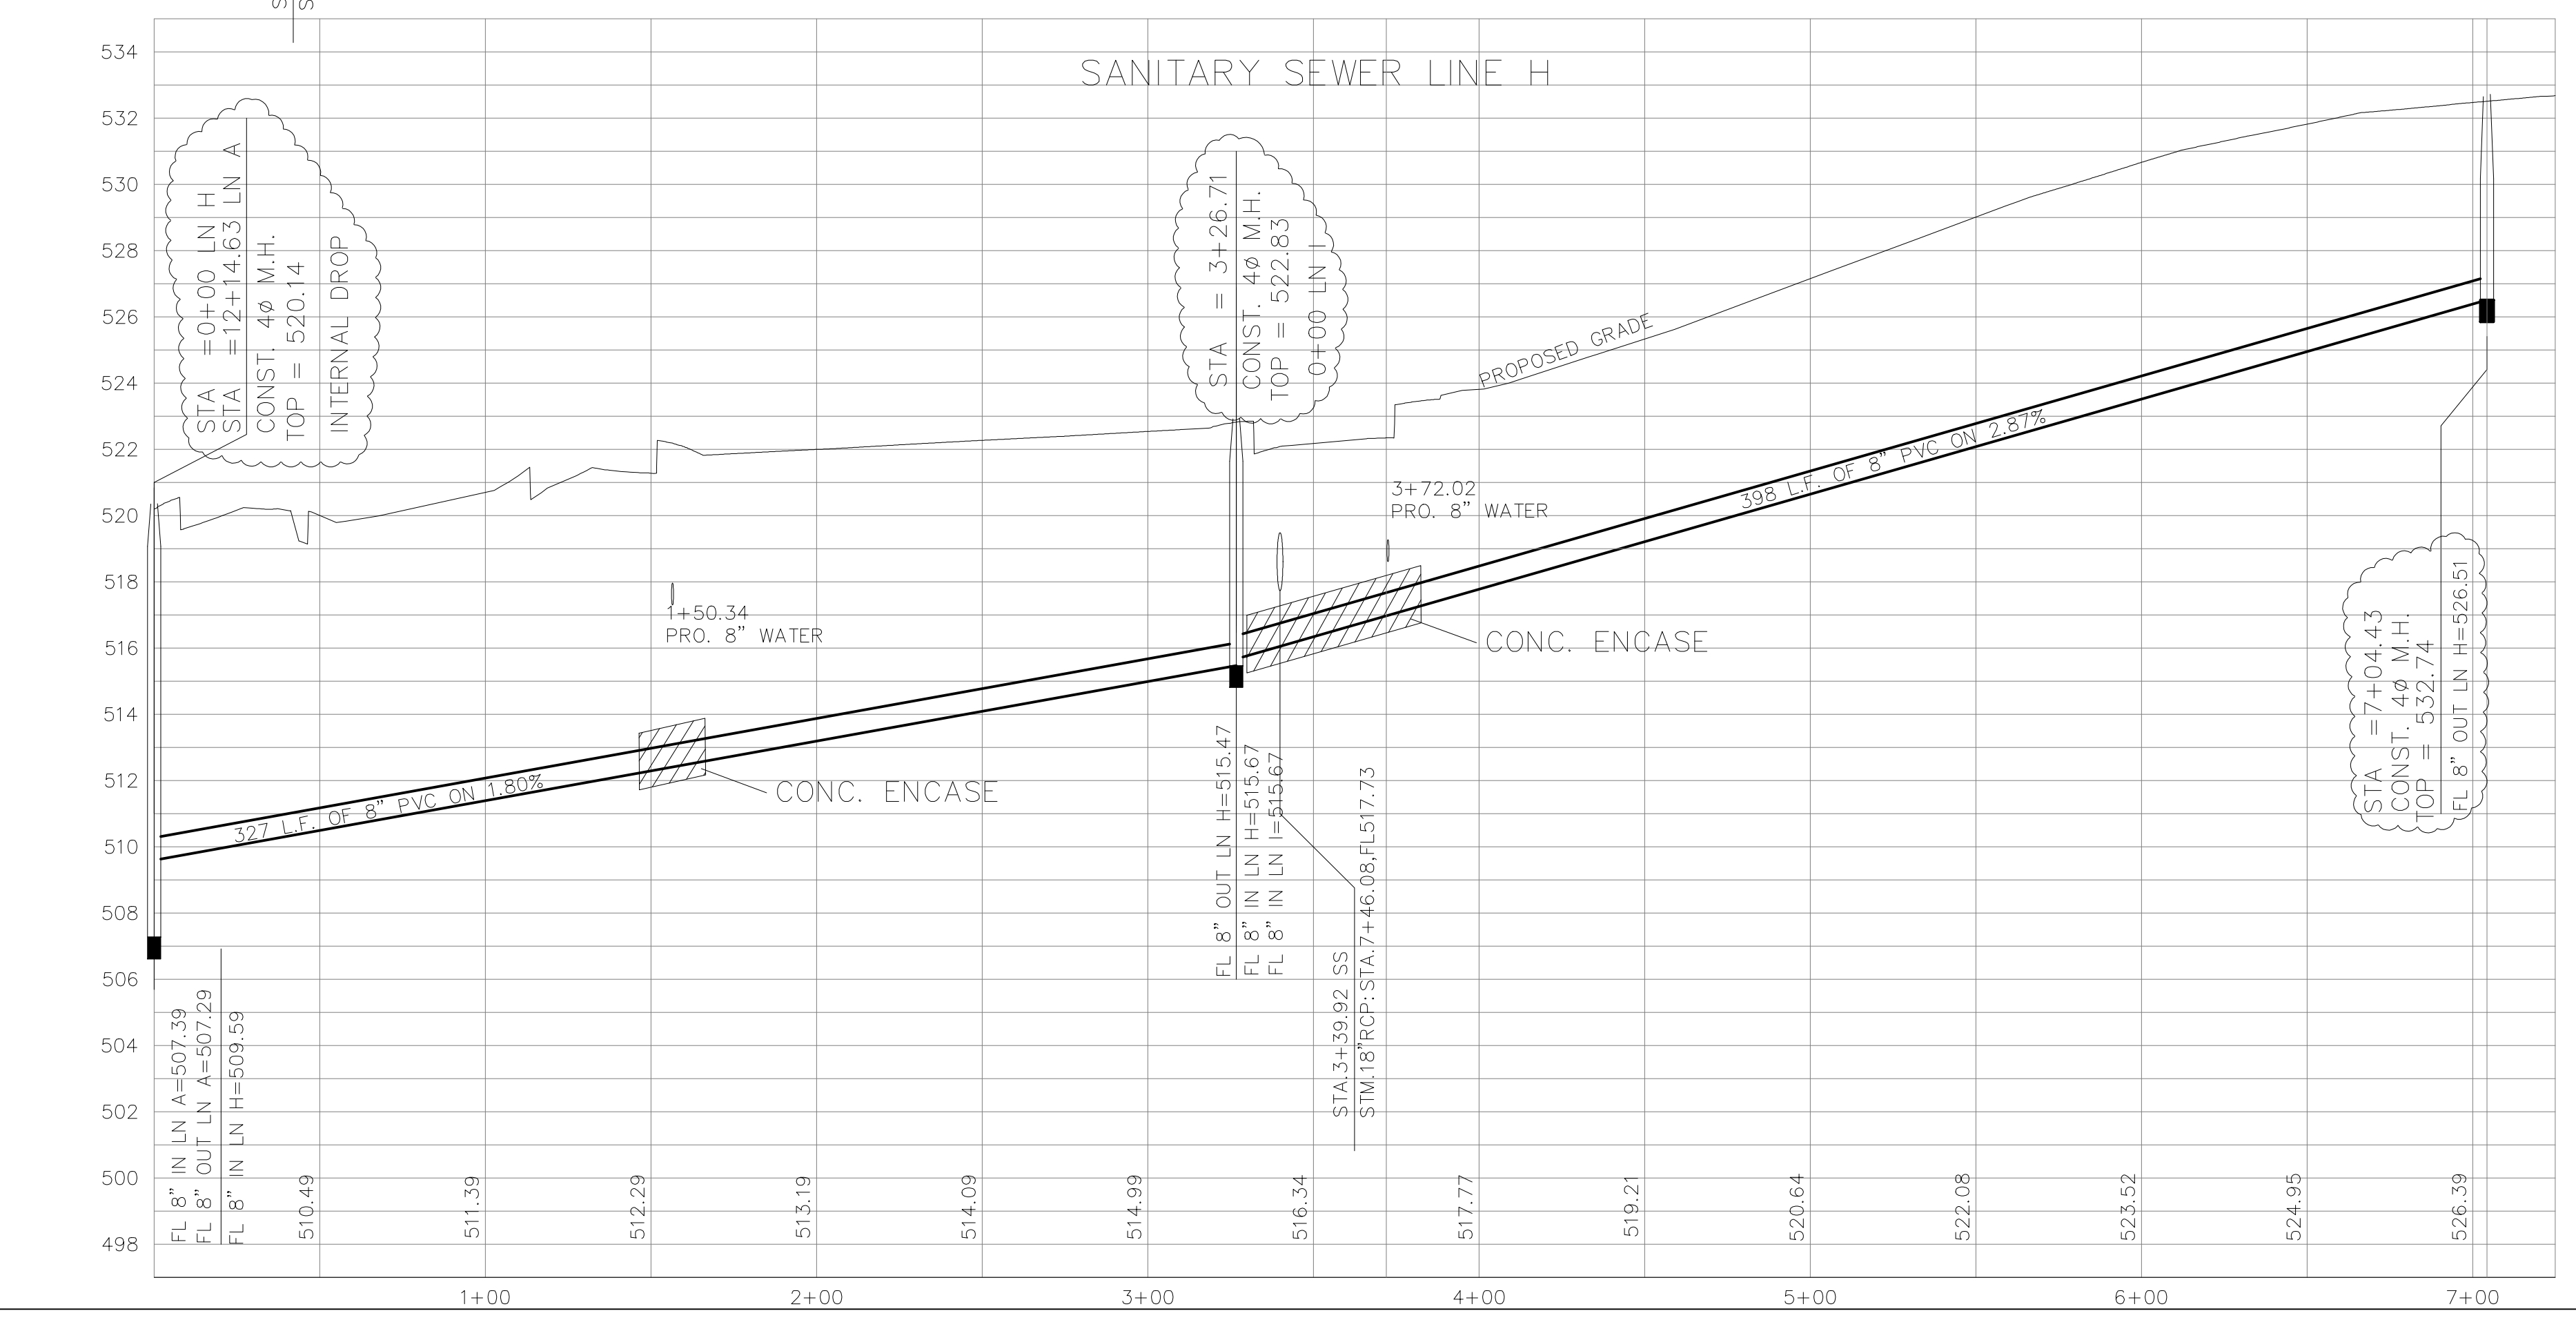 SANITARY SEWER LINE H
534
532
530
528
526
524
522
520
518
516
514
512
510
508
506
504
502
500
498
STA =0+00 LN H
STA =12+14.63 LN A
CONST. 4ø M.H.
TOP = 520.14
INTERNAL DROP
STA = 3+26.71
CONST. 4ø M.H.
TOP = 522.83
0+00 LN I
PROPOSED GRADE
3+72.02
PRO. 8" WATER
398 L.F. OF 8" PVC ON 2.87%
1+50.34
PRO. 8" WATER
CONC. ENCASE
CONC. ENCASE
327 L.F. OF 8" PVC ON 1.80%
STA =7+04.43
CONST. 4ø M.H.
TOP = 532.74
FL 8" OUT LN H=526.51
FL 8" OUT LN H=515.47
FL 8" IN LN H=515.67
FL 8" IN LN I=515.67
STA.3+39.92 SS
STM.18"RCP:STA.7+46.08,FL517.73
FL 8" IN LN A=507.39
FL 8" OUT LN A=507.29
FL 8" IN LN H=509.59
510.49
511.39
512.29
513.19
514.09
514.99
516.34
517.77
519.21
520.64
522.08
523.52
524.95
526.39
1+00
2+00
3+00
4+00
5+00
6+00
7+00